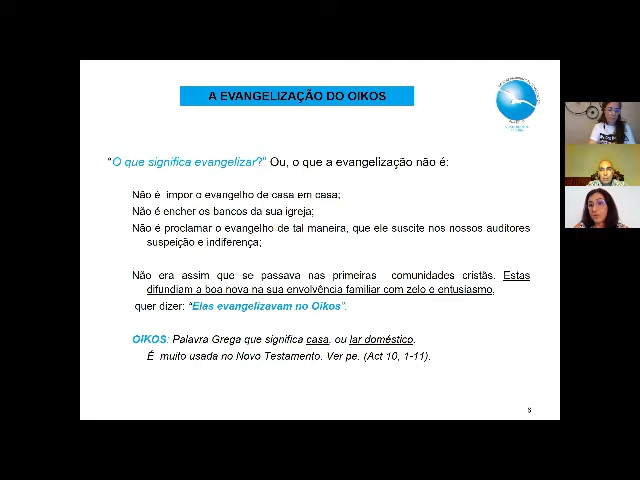 A EVANGELIZAÇÃO DO OIKOS
“O que significa evangelizar?” Ou, o que a evangelização não é:
Não é impor o evangelho de casa em casa;
Não é encher os bancos da sua igreja;
Não é proclamar o evangelho de tal maneira, que ele suscite nos nossos auditores
suspeição e indiferença;
Não era assim que se passava nas primeiras comunidades cristãs. Estas
difundiam a boa nova na sua envolvência familiar com zelo e entusiasmo,
quer dizer: “Elas evangelizavam no Oikos”.
OIKOS: Palavra Grega que significa casa, ou lar doméstico.
É muito usada no Novo Testamento. Ver pe. (Act 10, 1-11).
6